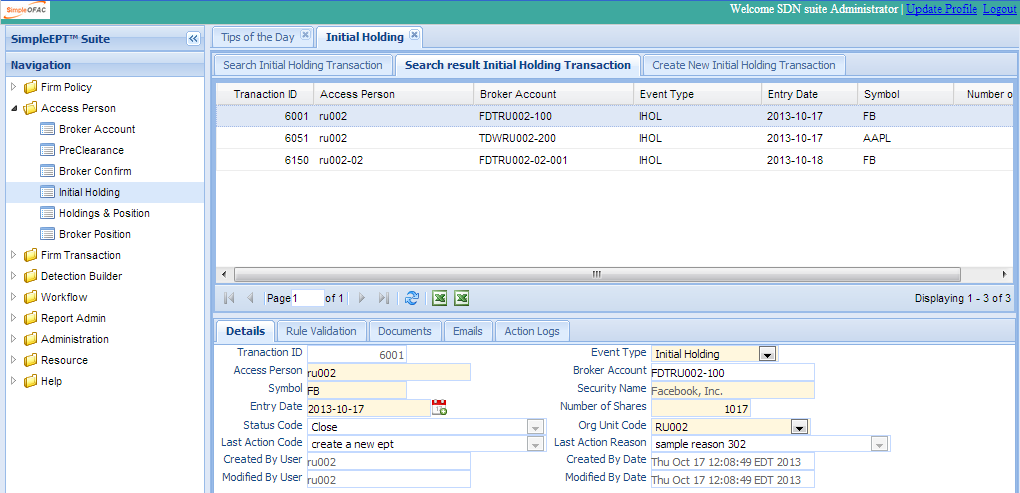 SimpleOFAC
Welcome SDN suite Administrator | Update Profile Logout
SimpleEPT™ Suite
Navigation
Firm Policy
Access Person
Broker Account
PreClearance
Broker Confirm
Initial Holding
Holdings & Position
Broker Position
Firm Transaction
Detection Builder
Workflow
Report Admin
Administration
Resource
Help
Tips of the Day Initial Holding
Search Initial Holding Transaction Search result Initial Holding Transaction Create New Initial Holding Transaction
Tranaction ID Access Person Broker Account Event Type Entry Date Symbol Number o
6001 ru002 FDTRU002-100 IHOL 2013-10-17 FB
6051 ru002 TDWRU002-200 IHOL 2013-10-17 AAPL
6150 ru002-02 FDTRU002-02-001 IHOL 2013-10-18 FB
Page 1 of 1 Displaying 1 - 3 of 3
Details Rule Validation Documents Emails Action Logs
Tranaction ID 6001 Event Type Initial Holding
Access Person ru002 Broker Account FDTRU002-100
Symbol FB Security Name Facebook, Inc.
Entry Date 2013-10-17 Number of Shares 1017
Status Code Close Org Unit Code RU002
Last Action Code create a new ept Last Action Reason sample reason 302
Created By User ru002 Created By Date Thu Oct 17 12:08:49 EDT 2013
Modified By User ru002 Modified By Date Thu Oct 17 12:08:49 EDT 2013